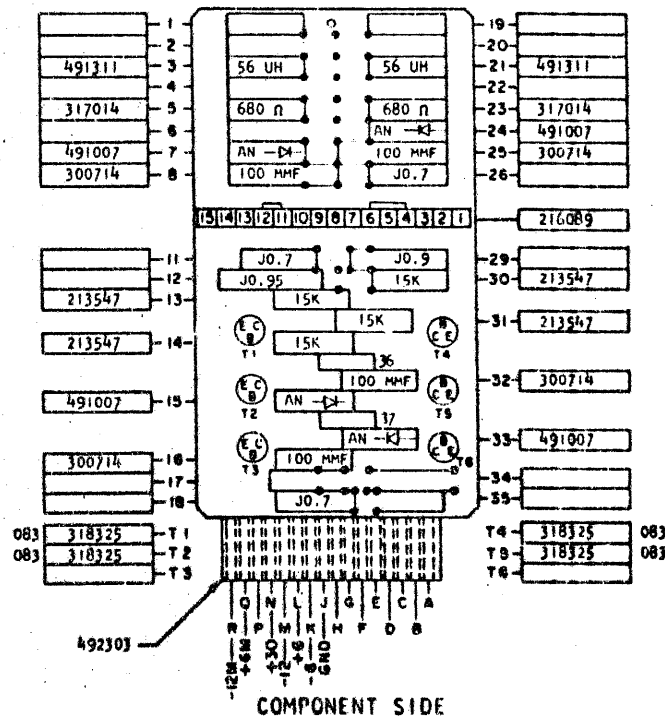 1 19
2 20
491311 3 56 UH 56 UH 21 491311
4 22
317014 5 680 Ω 680 Ω 23 317014
6 AN 24 491007
491007 7 AN 100 MMF 25 300714
300714 8 100 MMF J0.7 26
15 14 13 12 11 10 9 8 7 6 5 4 3 2 1 216089
11 J0.7 J0.9 29
12 J0.95 15K 30 213547
213547 13 15K
15K 31 213547
E C B T1 B C E T4
213547 14 15K
36
100 MMF 32 300714
E C B T2 B C E T5
491007 15 AN
37
AN 33 491007
E C B T3 B C E T6
300714 16 100 MMF
17 34
18 J0.7 35
083 318325 T1 T4 318325 083
083 318325 T2 T5 318325 083
T3 T6
Q N L J G E C A
R P M K H F D B
492303
-12M +6M +30 -12 +6 -6 GND
COMPONENT SIDE